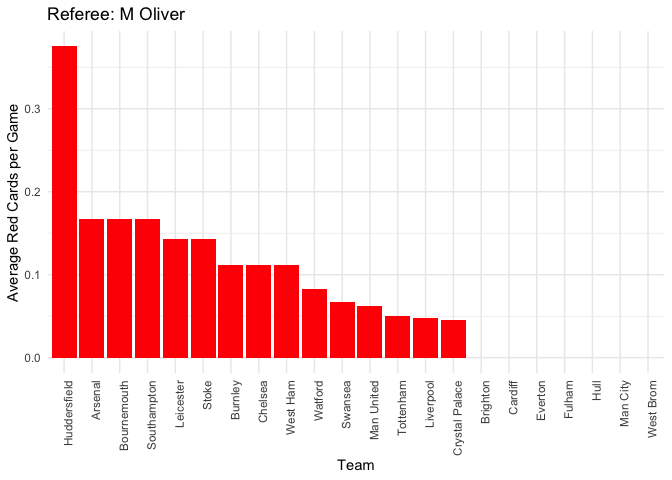 Referee: M Oliver
Average Red Cards per Game
0.3
0.2
0.1
0.0
Huddersfield
Arsenal
Bournemouth
Southampton
Leicester
Stoke
Burnley
Chelsea
West Ham
Watford
Swansea
Man United
Tottenham
Liverpool
Crystal Palace
Brighton
Cardiff
Everton
Fulham
Hull
Man City
West Brom
Team